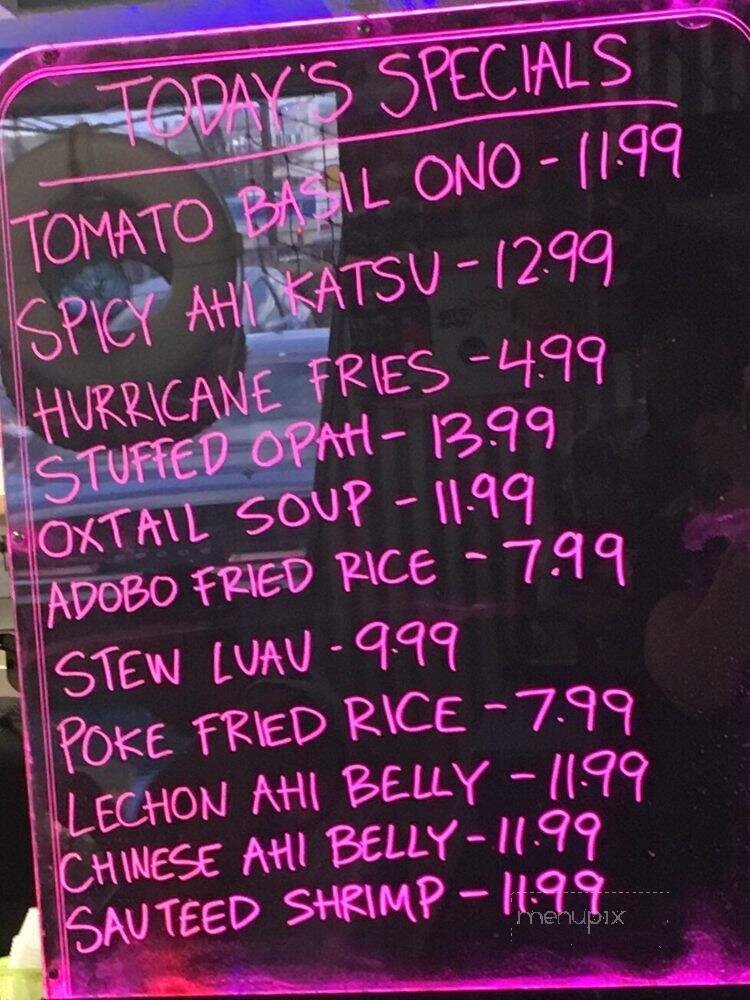 TODAY'S SPECIALS
TOMATO BASIL ONO - 11.99
SPICY AHI KATSU - 12.99
HURRICANE FRIES - 4.99
STUFFED OPAH - 13.99
OXTAIL SOUP - 11.99
ADOBO FRIED RICE - 7.99
STEW LUAU - 9.99
POKE FRIED RICE - 7.99
LECHON AHI BELLY - 11.99
CHINESE AHI BELLY - 11.99
SAUTEED SHRIMP - 11.99
menupix